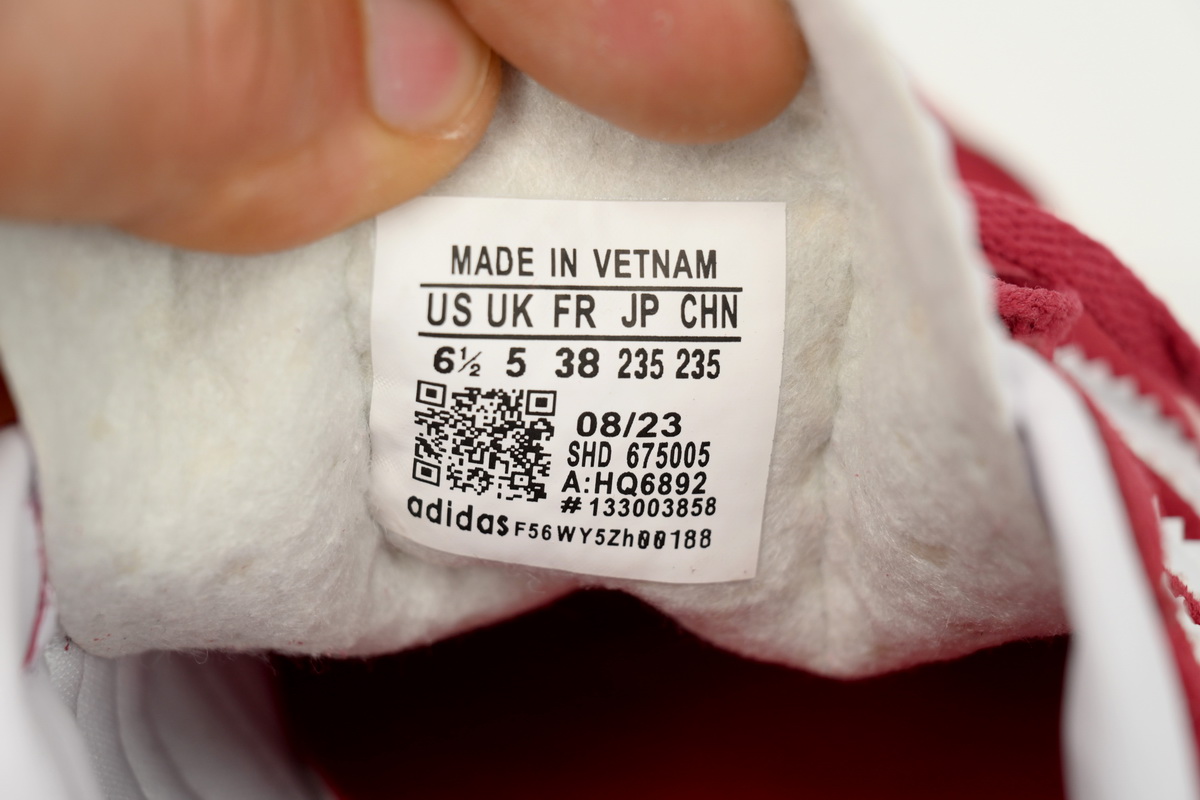 MADE IN VETNAM
US UK FR JP CHN
6½ 5 38 235 235
08/23
SHD 675005
A:HQ6892
# 133003858
adidas F56WY5Zh00188